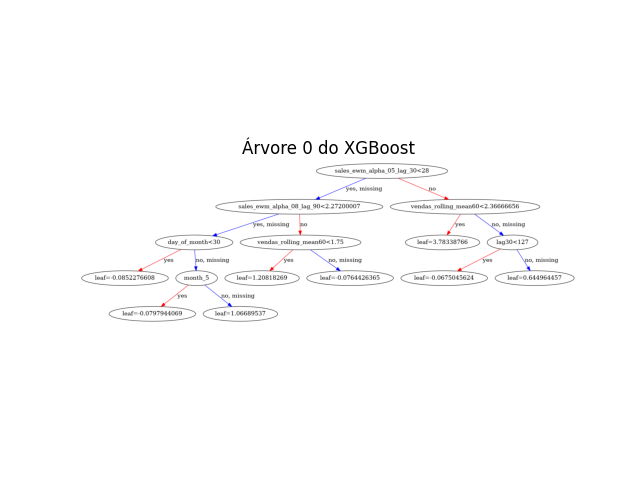 Árvore 0 do XGBoost
sales_ewm_alpha_05_lag_30<28
yes, missing
no
sales_ewm_alpha_08_lag_90<2.27200007
vendas_rolling_mean60<2.36666656
yes, missing
no
yes
no, missing
day_of_month<30
vendas_rolling_mean60<1.75
leaf=3.78338766
lag30<127
yes
no, missing
yes
no, missing
yes
no, missing
leaf=-0.0852276608
month_5
leaf=1.20818269
leaf=-0.0764426365
leaf=-0.0675045624
leaf=0.644964457
yes
no, missing
leaf=-0.0797944069
leaf=1.06689537